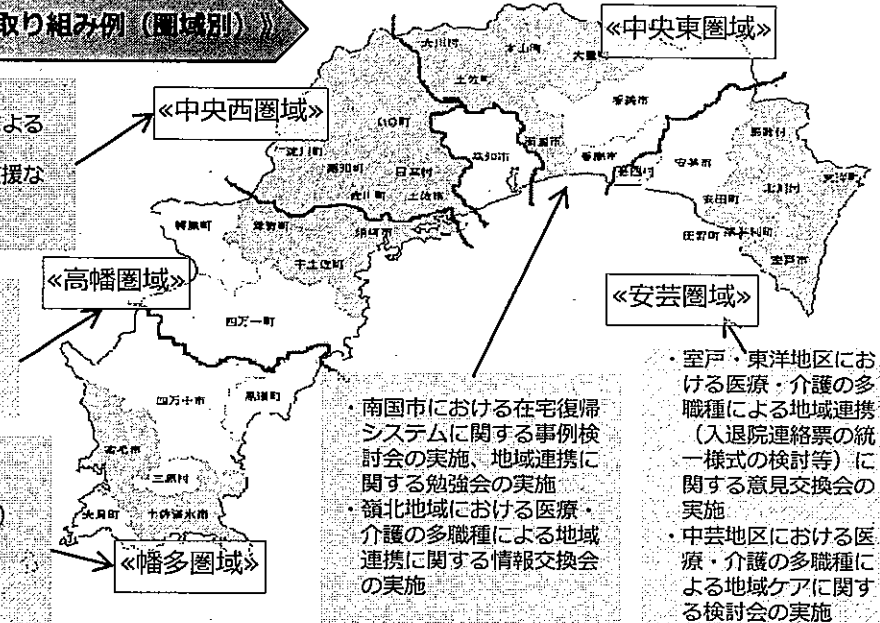 取り組み例（圏域別）》
«中央東圏域»
«中央西圏域»
«高幡圏域»
«安芸圏域»
«幡多圏域»
による
援な
大川村
本山町
大豊町
土佐町
いの町
香美市
高知市
南国市
香南市
安芸市
馬路村
北川村
東洋町
安田町
田野町
室戸市
仁淀川町
日高村
佐川町
土佐市
梼原町
津野町
須崎市
中土佐町
四万十町
四万十市
黒潮町
宿毛市
三原村
大月町
土佐清水市
・南国市における在宅復帰
システムに関する事例検
討会の実施、地域連携に
関する勉強会の実施
・嶺北地域における医療・
介護の多職種による地域
連携に関する情報交換会
の実施
・室戸・東洋地区にお
ける医療・介護の多
職種による地域連携
（入退院連絡票の統
一様式の検討等）に
関する意見交換会の
実施
・中芸地区における医
療・介護の多職種に
よる地域ケアに関す
る検討会の実施